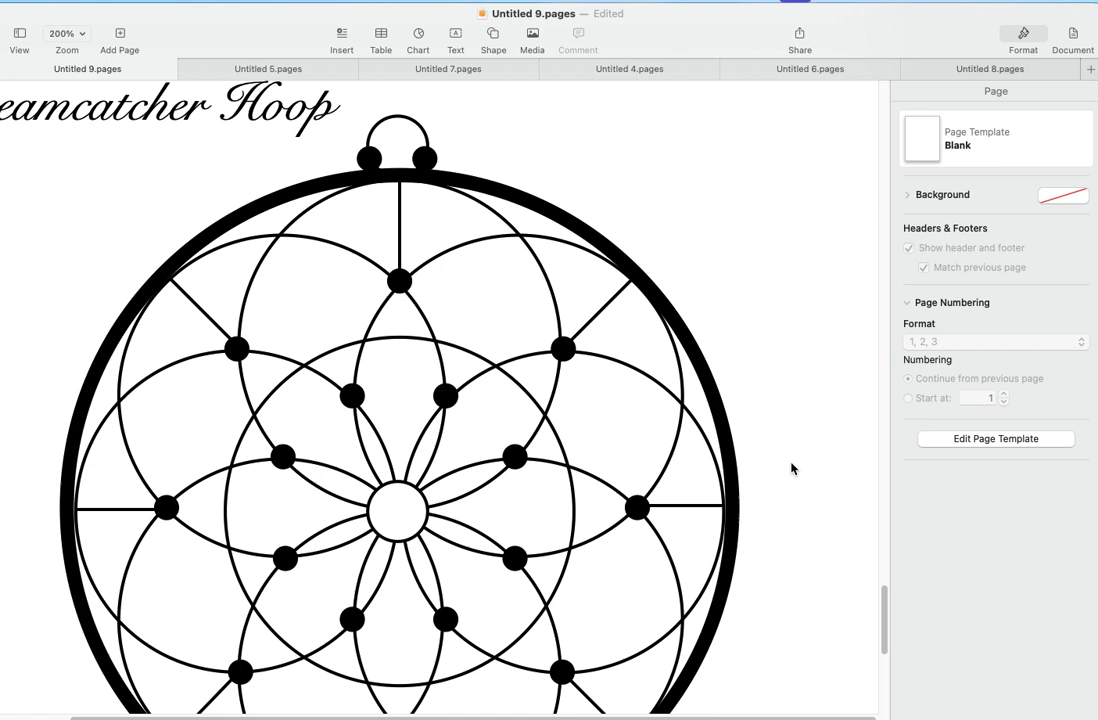 Untitled 9.pages — Edited
View
200%
Zoom
Add Page
Insert
Table
Chart
Text
Shape
Media
Comment
Share
Format
Document
Untitled 9.pages
Untitled 5.pages
Untitled 7.pages
Untitled 4.pages
Untitled 6.pages
Untitled 8.pages
eamcatcher Hoop
Page
Page Template
Blank
Background
Headers & Footers
Show header and footer
Match previous page
Page Numbering
Format
1, 2, 3
Numbering
Continue from previous page
Start at: 1
Edit Page Template